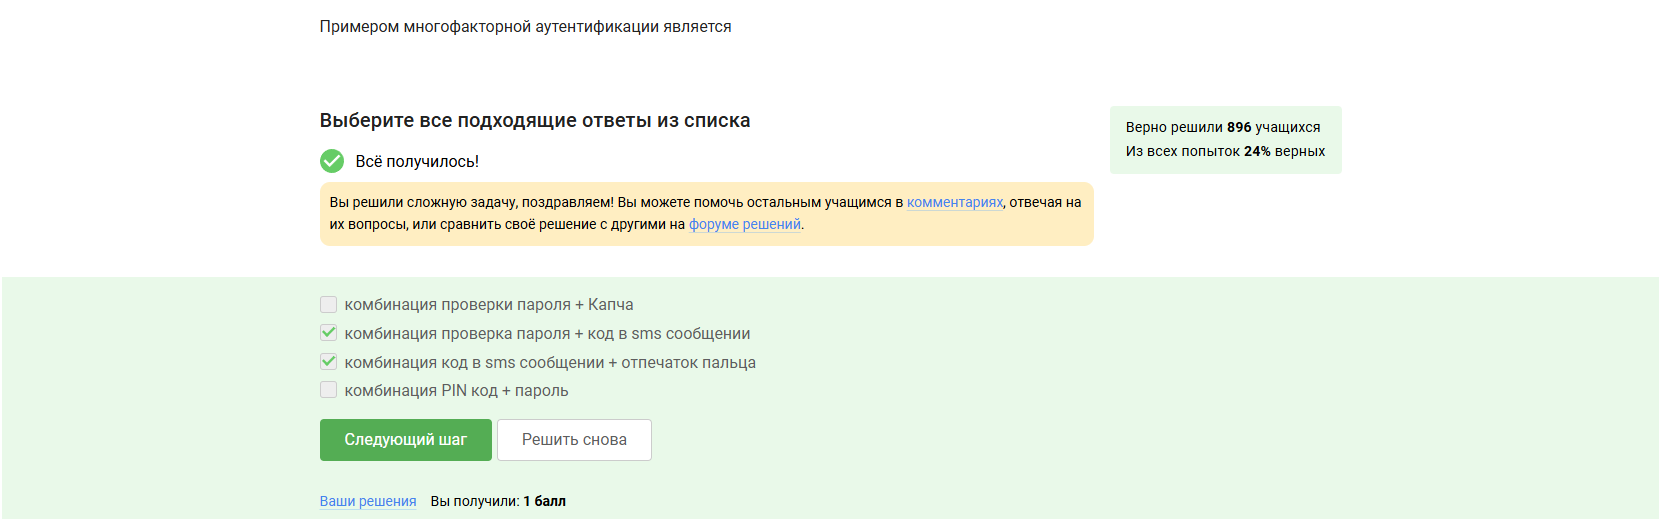 Примером многофакторной аутентификации является
Выберите все подходящие ответы из списка
Верно решили 896 учащихся
Из всех попыток 24% верных
Всё получилось!
Вы решили сложную задачу, поздравляем! Вы можете помочь остальным учащимся в комментариях, отвечая на
их вопросы, или сравнить своё решение с другими на форуме решений.
комбинация проверки пароля + Капча
комбинация проверка пароля + код в sms сообщении
комбинация код в sms сообщении + отпечаток пальца
комбинация PIN код + пароль
Следующий шаг
Решить снова
Ваши решения
Вы получили: 1 балл